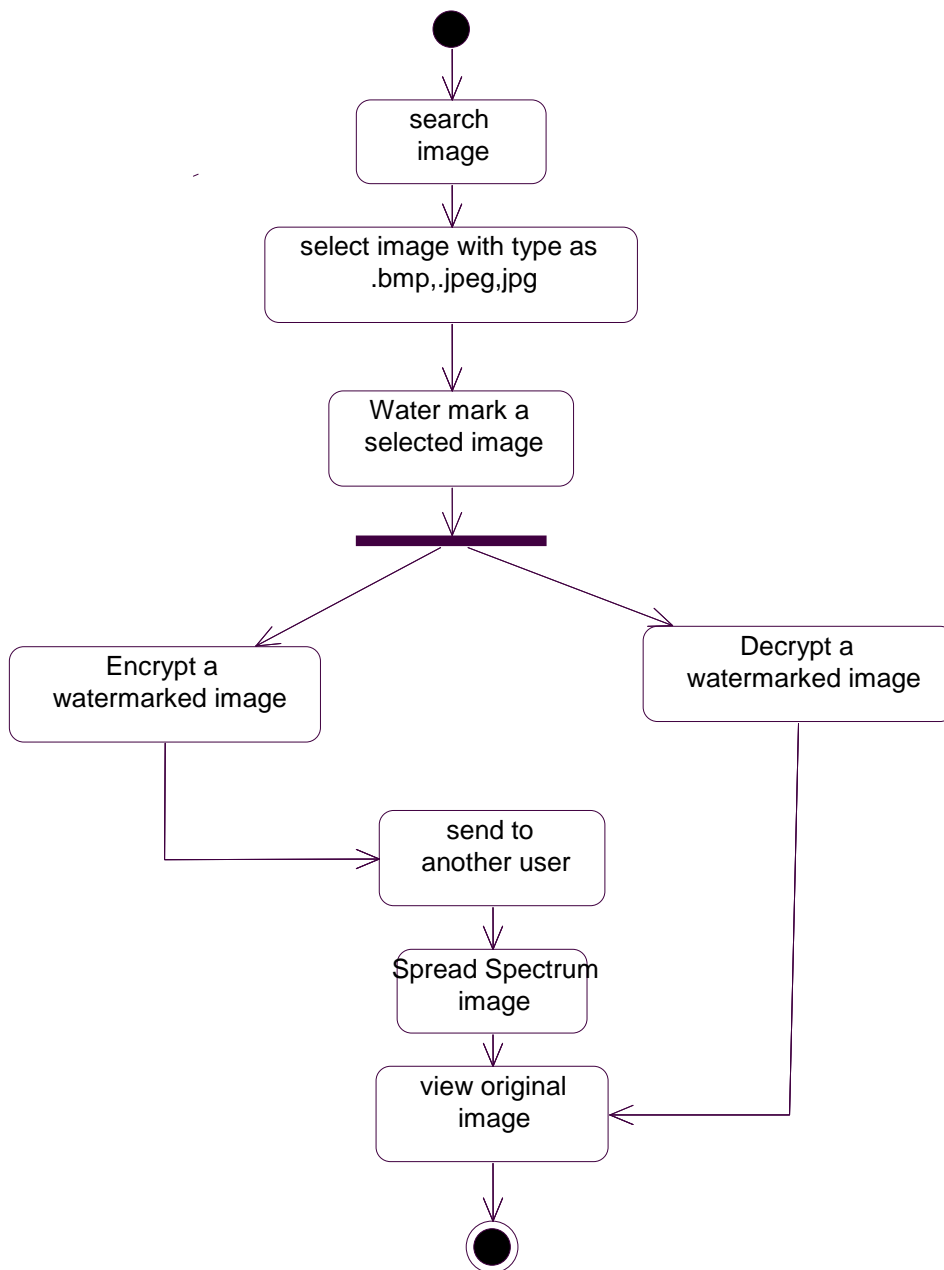 search
image
select image with type as
.bmp,.jpeg,jpg
Water mark a
selected image
Encrypt a
watermarked image
Decrypt a
watermarked image
send to
another user
Spread Spectrum
image
view original
image